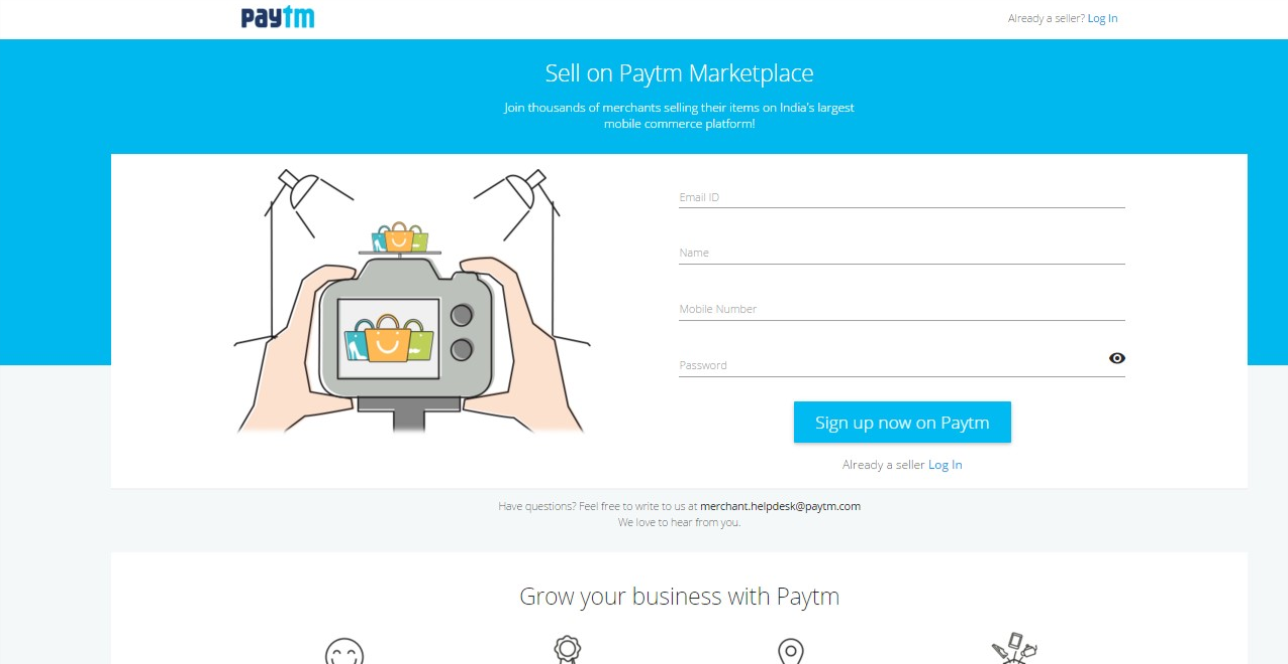 paytm
Already a seller? Log In
Sell on Paytm Marketplace
Join thousands of merchants selling their items on India's largest
mobile commerce platform!
Email ID
Name
Mobile Number
Password
Sign up now on Paytm
Already a seller Log In
Have questions? Feel free to write to us at merchant.helpdesk@paytm.com
We love to hear from you.
Grow your business with Paytm